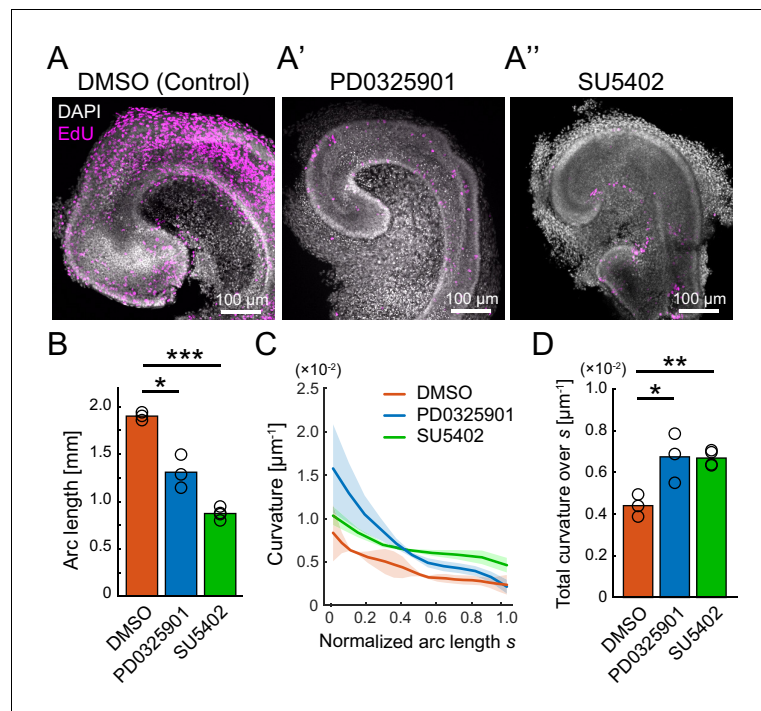 A
DMSO (Control)
A'
PD0325901
A''
SU5402
DAPI
EdU
100 µm
100 µm
100 µm
B
***
*
Arc length [mm]
2.0
1.5
1.0
0.5
0
DMSO
PD0325901
SU5402
C
(×10⁻²)
2.5
2.0
1.5
1.0
0.5
0
Curvature [µm⁻¹]
DMSO
PD0325901
SU5402
0 0.2 0.4 0.6 0.8 1.0
Normalized arc length s
D
(×10⁻²)
**
*
Total curvature over s [µm⁻¹]
1.0
0.8
0.6
0.4
0.2
0
DMSO
PD0325901
SU5402